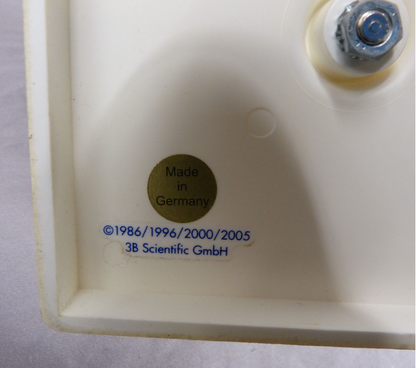 Made
in
Germany
©1986/1996/2000/2005
3B Scientific GmbH